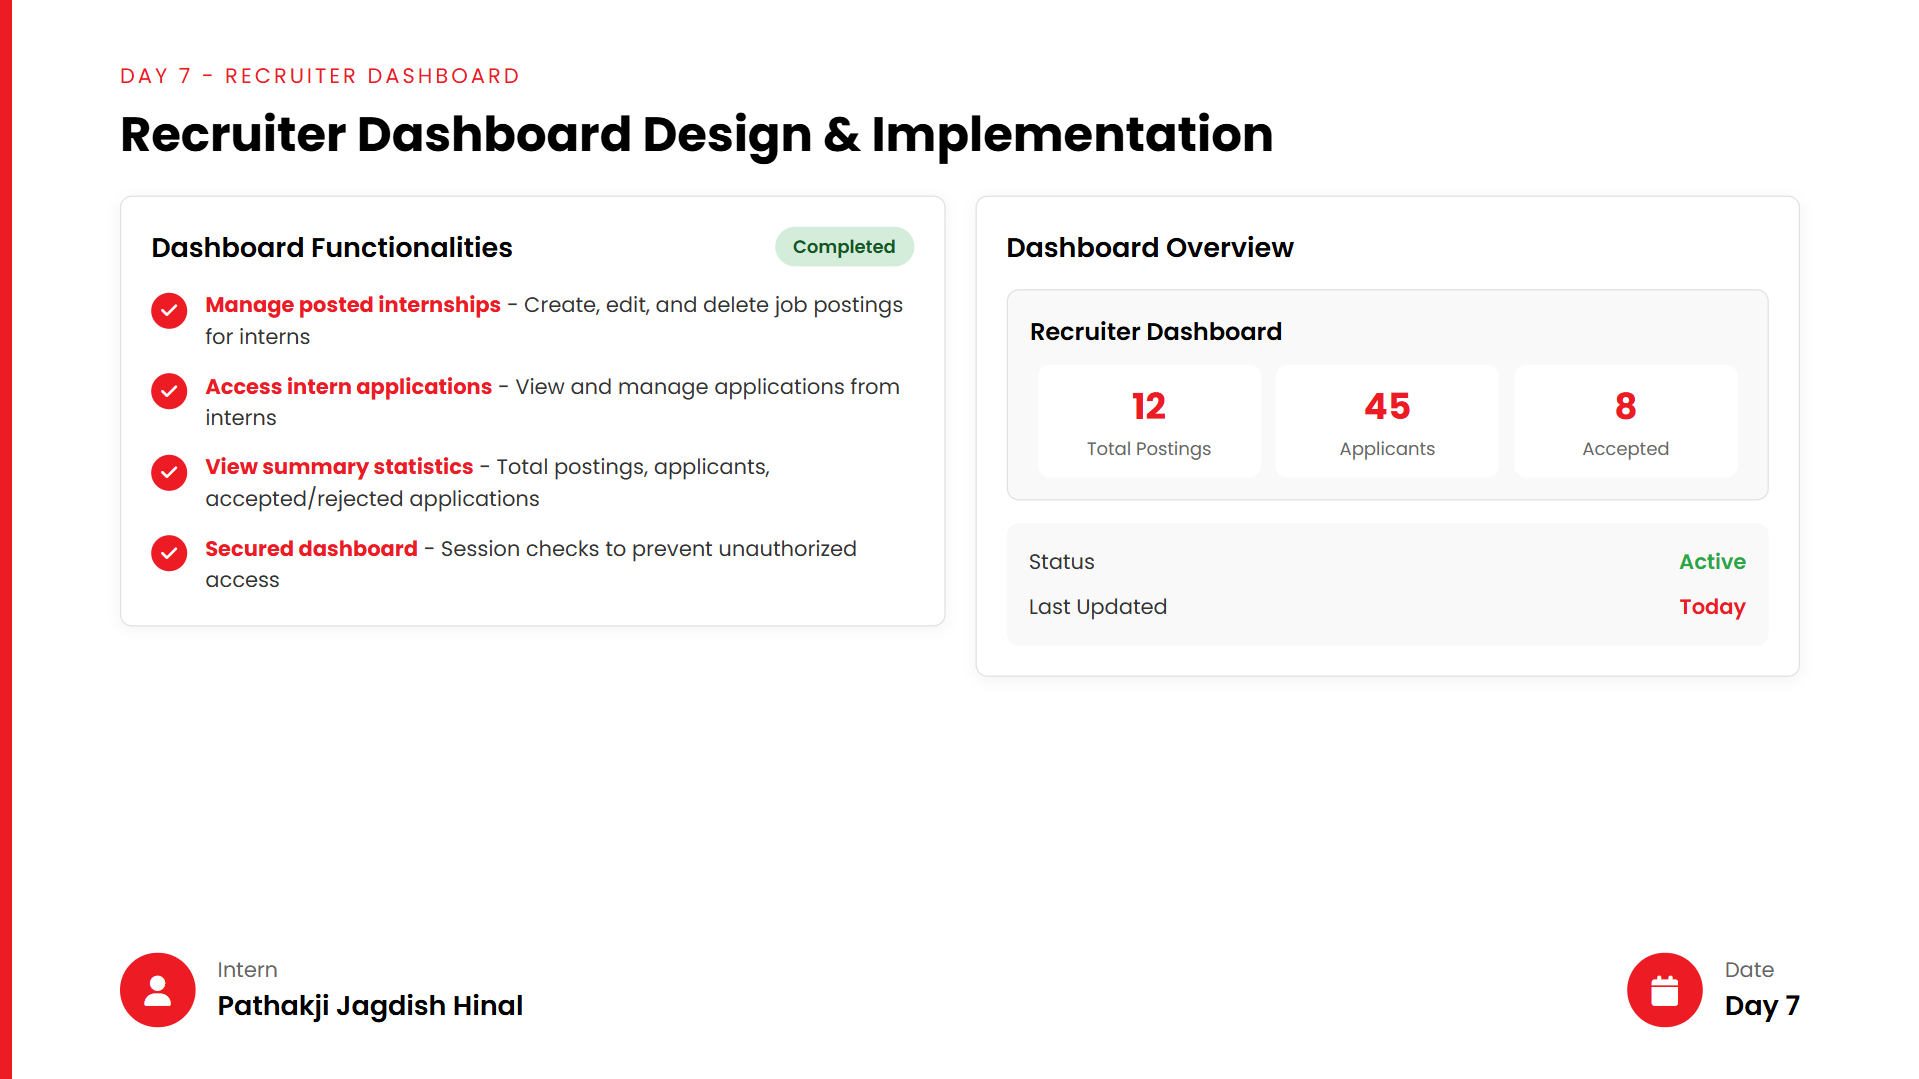 DAY 7 - RECRUITER DASHBOARD
Recruiter Dashboard Design & Implementation
Dashboard Functionalities
Completed
Manage posted internships - Create, edit, and delete job postings
for interns
Access intern applications - View and manage applications from
interns
View summary statistics - Total postings, applicants,
accepted/rejected applications
Secured dashboard - Session checks to prevent unauthorized
access
Dashboard Overview
Recruiter Dashboard
12
Total Postings
45
Applicants
8
Accepted
Status
Active
Last Updated
Today
Intern
Pathakji Jagdish Hinal
Date
Day 7